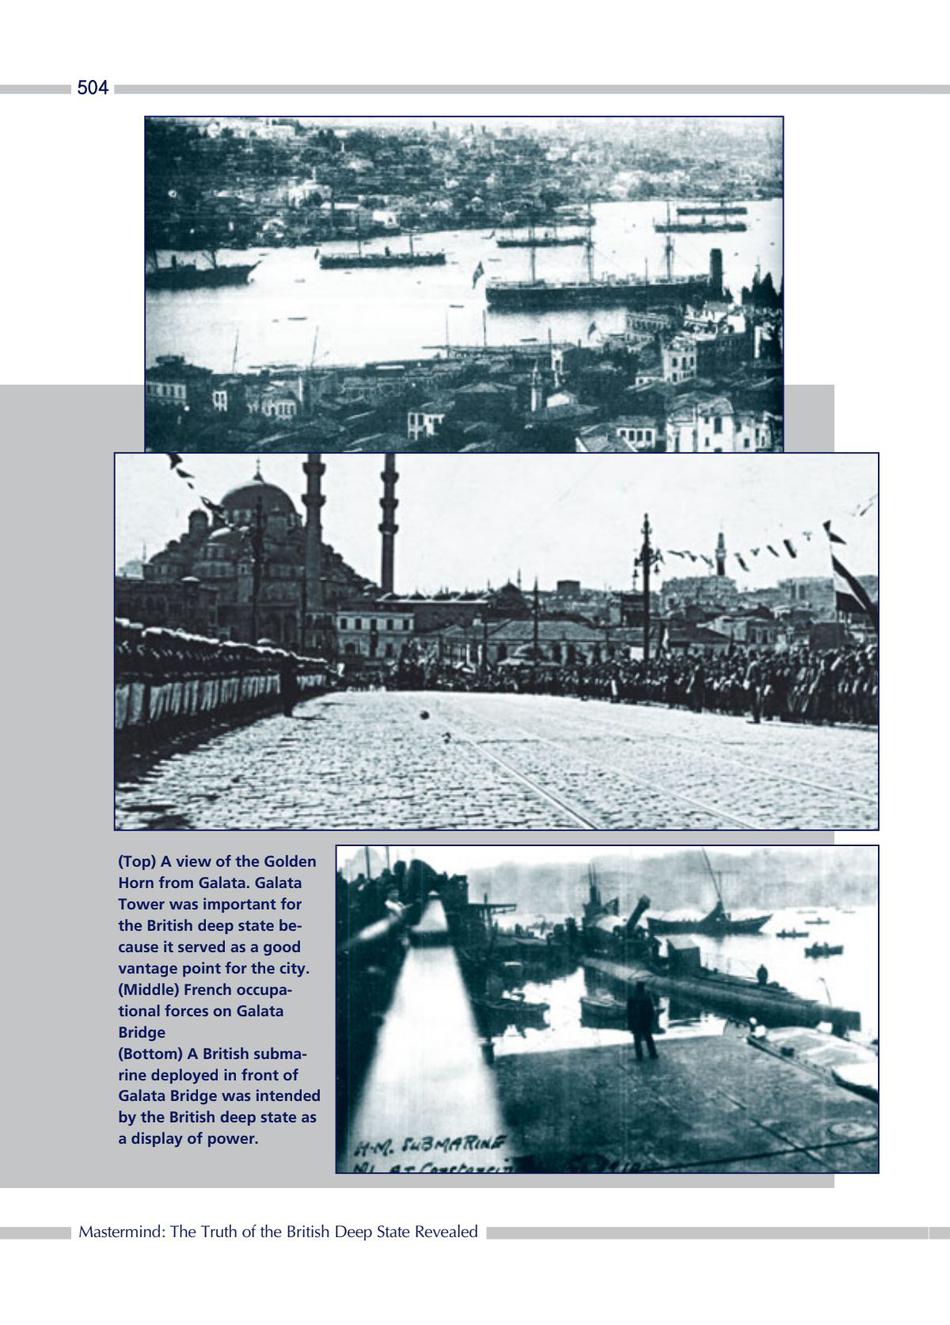 504
(Top) A view of the Golden
Horn from Galata. Galata
Tower was important for
the British deep state be-
cause it served as a good
vantage point for the city.
(Middle) French occupa-
tional forces on Galata
Bridge
(Bottom) A British subma-
rine deployed in front of
Galata Bridge was intended
by the British deep state as
a display of power.
H.M. SUBMARINE
AT
Mastermind: The Truth of the British Deep State Revealed